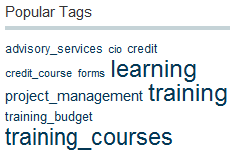 Popular Tags
advisory_services cio credit
credit_course forms learning
project_management training
training_budget
training_courses